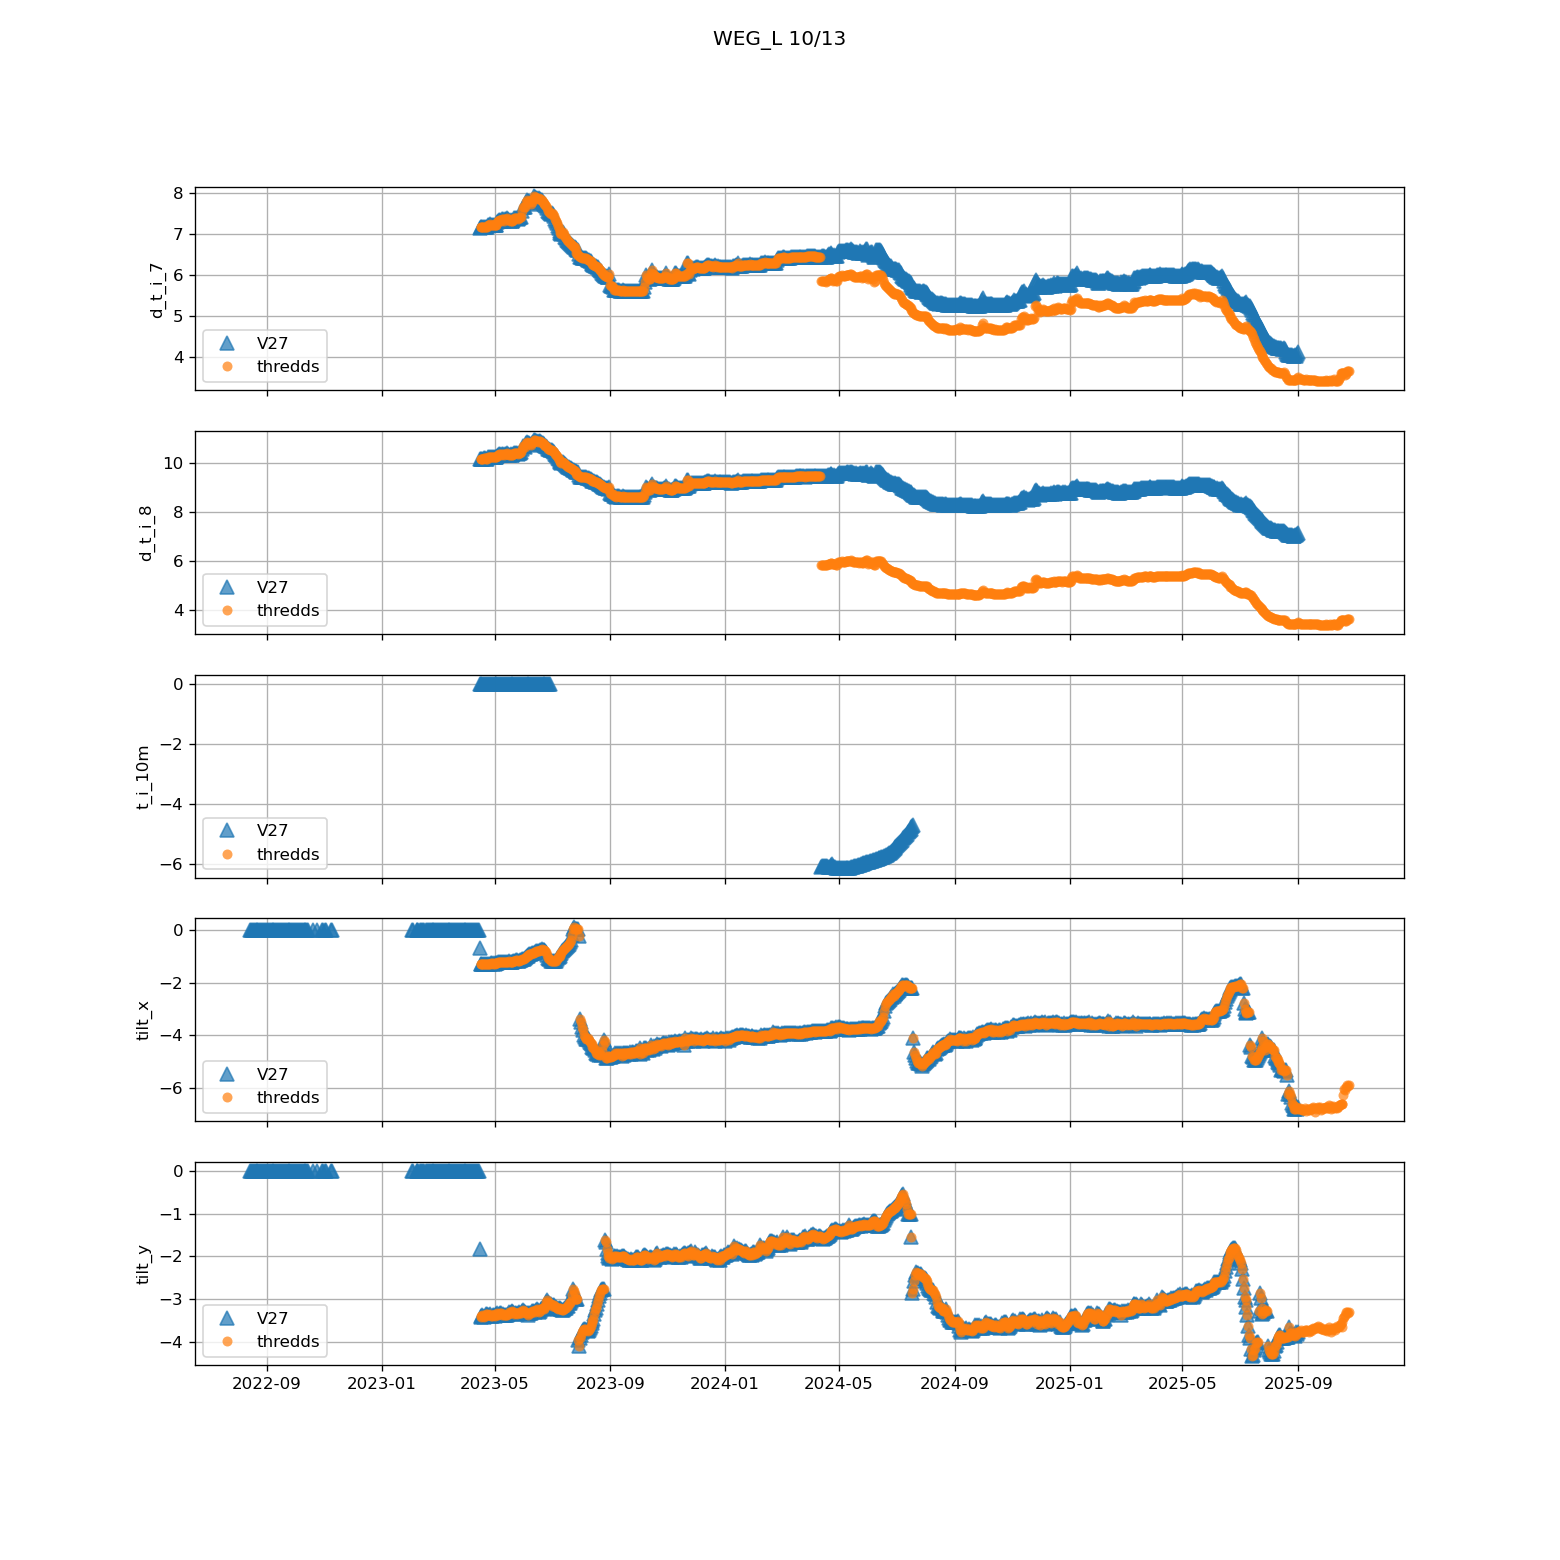 WEG_L 10/13
8
7
6
5
4
d_t_i_7
V27
thredds
10
8
6
4
d_t_i_8
V27
thredds
0
−2
−4
−6
t_i_10m
V27
thredds
0
−2
−4
−6
tilt_x
V27
thredds
0
−1
−2
−3
−4
tilt_y
V27
thredds
2022-09 2023-01 2023-05 2023-09 2024-01 2024-05 2024-09 2025-01 2025-05 2025-09